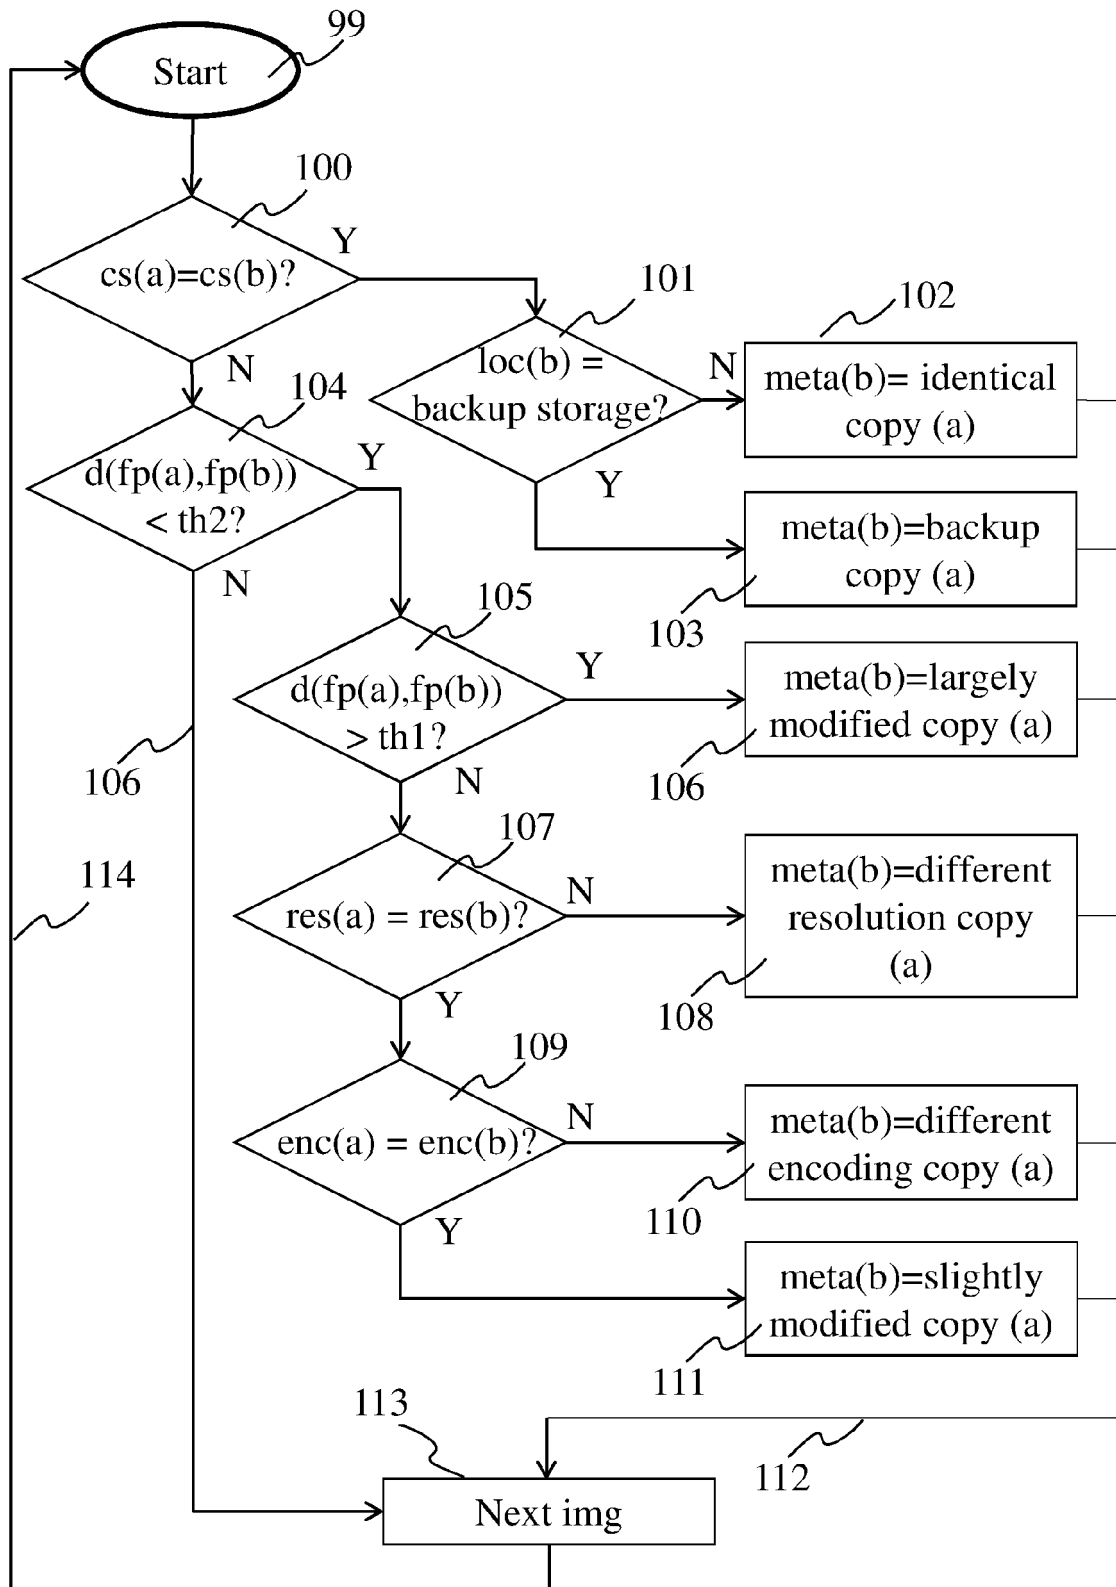 99
Start
100
Y
cs(a)=cs(b)?
N
101
loc(b) =
backup storage?
N
Y
102
meta(b)= identical
copy (a)
104
d(fp(a),fp(b))
< th2?
Y
N
meta(b)=backup
copy (a)
103
105
d(fp(a),fp(b))
> th1?
Y
N
meta(b)=largely
modified copy (a)
106
106
107
res(a) = res(b)?
N
Y
meta(b)=different
resolution copy
(a)
108
114
109
enc(a) = enc(b)?
N
Y
meta(b)=different
encoding copy (a)
110
meta(b)=slightly
modified copy (a)
111
112
113
Next img